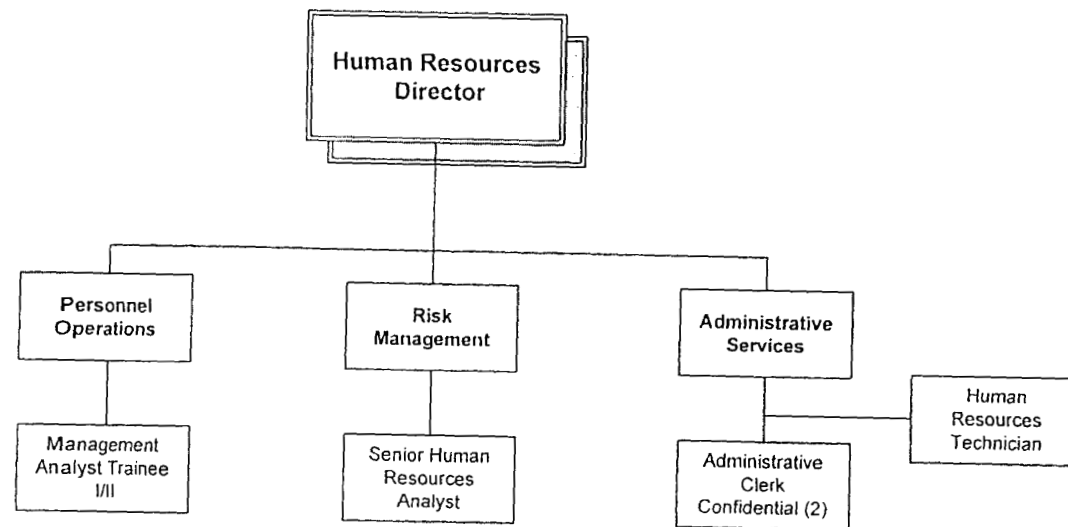 Human Resources
Director
Personnel
Operations
Risk
Management
Administrative
Services
Human
Resources
Technician
Management
Analyst Trainee
I/II
Senior Human
Resources
Analyst
Administrative
Clerk
Confidential (2)